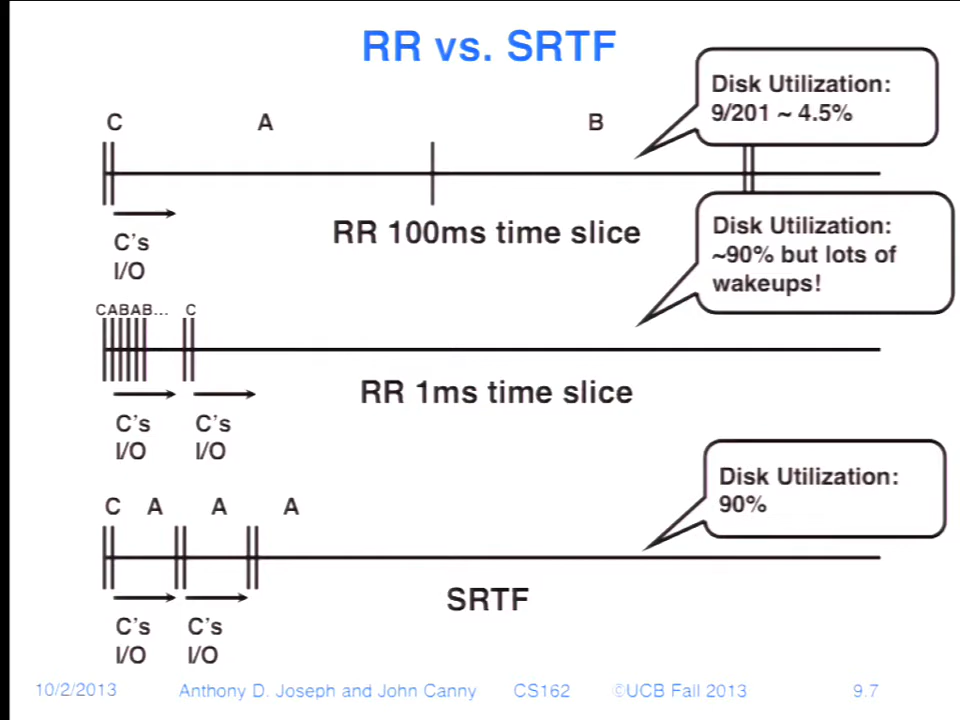 RR vs. SRTF
Disk Utilization:
9/201 ~ 4.5%
C A B
RR 100ms time slice
C's
I/O
Disk Utilization:
~90% but lots of
wakeups!
CABAB... C
RR 1ms time slice
C's C's
I/O I/O
Disk Utilization:
90%
C A A A
SRTF
C's C's
I/O I/O
10/2/2013 Anthony D. Joseph and John Canny CS162 ©UCB Fall 2013 9.7